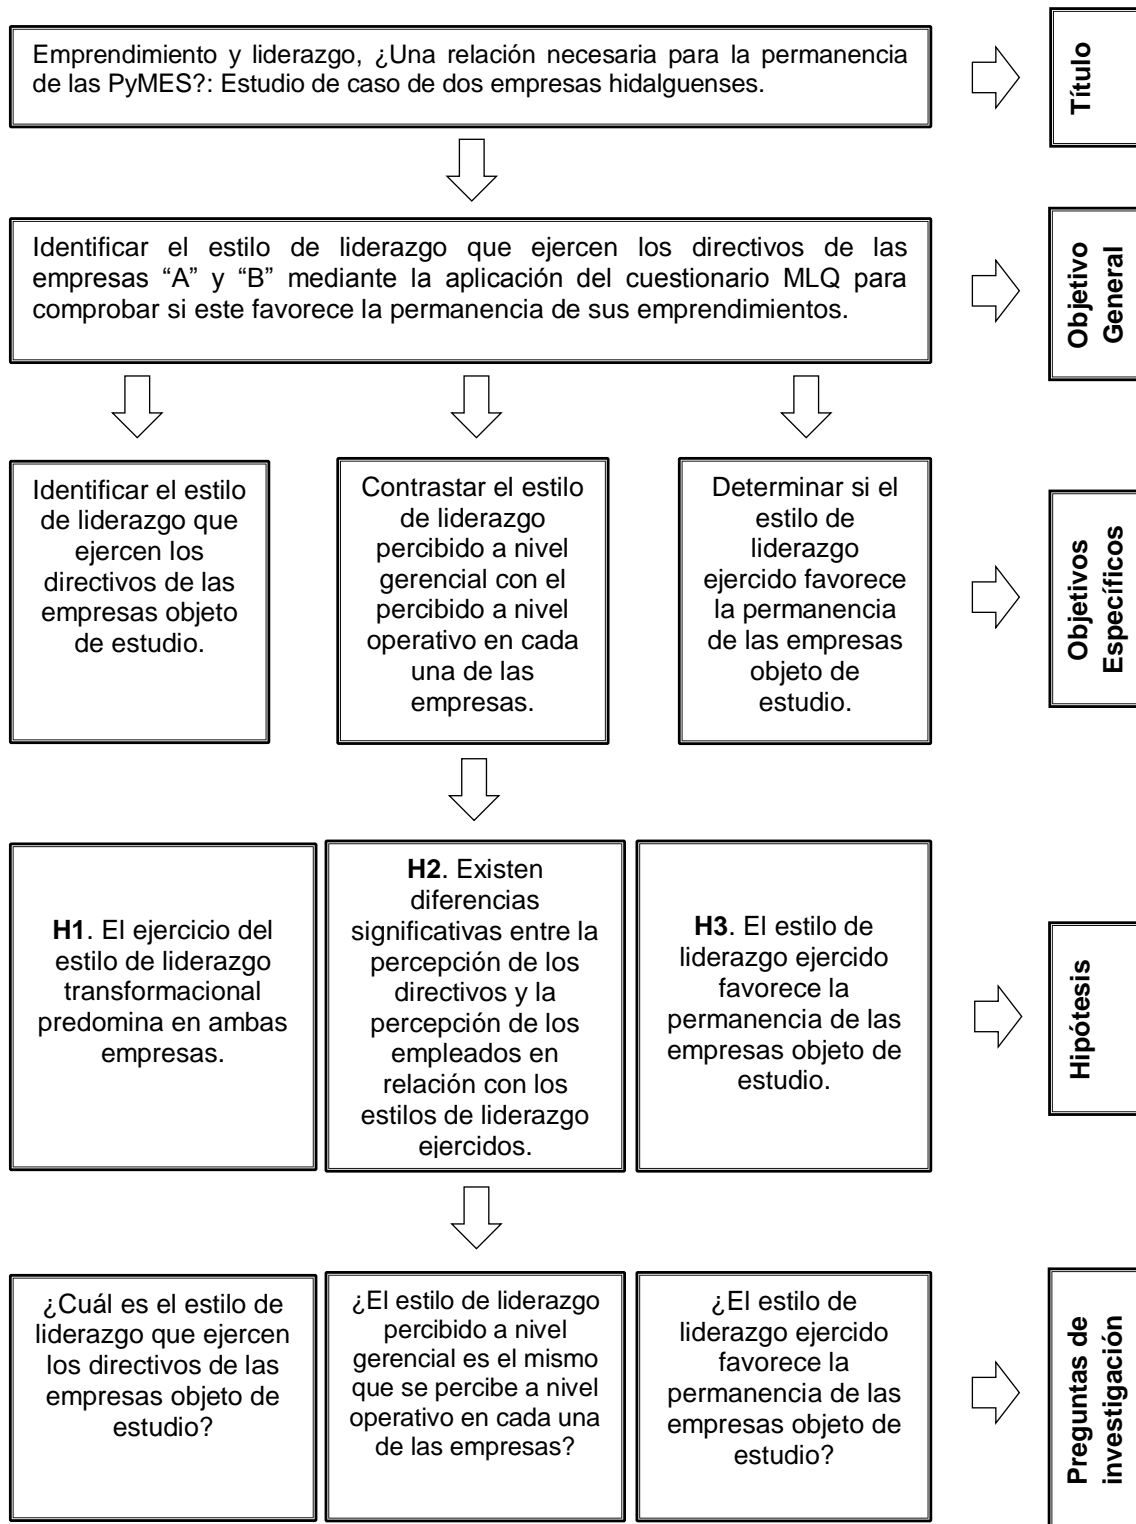 Emprendimiento y liderazgo, ¿Una relación necesaria para la permanencia
de las PyMES?: Estudio de caso de dos empresas hidalguenses.
Título
Identificar el estilo de liderazgo que ejercen los directivos de las
empresas “A” y “B” mediante la aplicación del cuestionario MLQ para
comprobar si este favorece la permanencia de sus emprendimientos.
Objetivo
General
Identificar el estilo
de liderazgo que
ejercen los
directivos de las
empresas objeto
de estudio.
Contrastar el estilo
de liderazgo
percibido a nivel
gerencial con el
percibido a nivel
operativo en cada
una de las
empresas.
Determinar si el
estilo de
liderazgo
ejercido favorece
la permanencia
de las empresas
objeto de
estudio.
Objetivos
Específicos
H1. El ejercicio del
estilo de liderazgo
transformacional
predomina en ambas
empresas.
H2. Existen
diferencias
significativas entre la
percepción de los
directivos y la
percepción de los
empleados en
relación con los
estilos de liderazgo
ejercidos.
H3. El estilo de
liderazgo ejercido
favorece la
permanencia de las
empresas objeto de
estudio.
Hipótesis
¿Cuál es el estilo de
liderazgo que ejercen
los directivos de las
empresas objeto de
estudio?
¿El estilo de liderazgo
percibido a nivel
gerencial es el mismo
que se percibe a nivel
operativo en cada una
de las empresas?
¿El estilo de
liderazgo ejercido
favorece la
permanencia de las
empresas objeto de
estudio?
Preguntas de
investigación